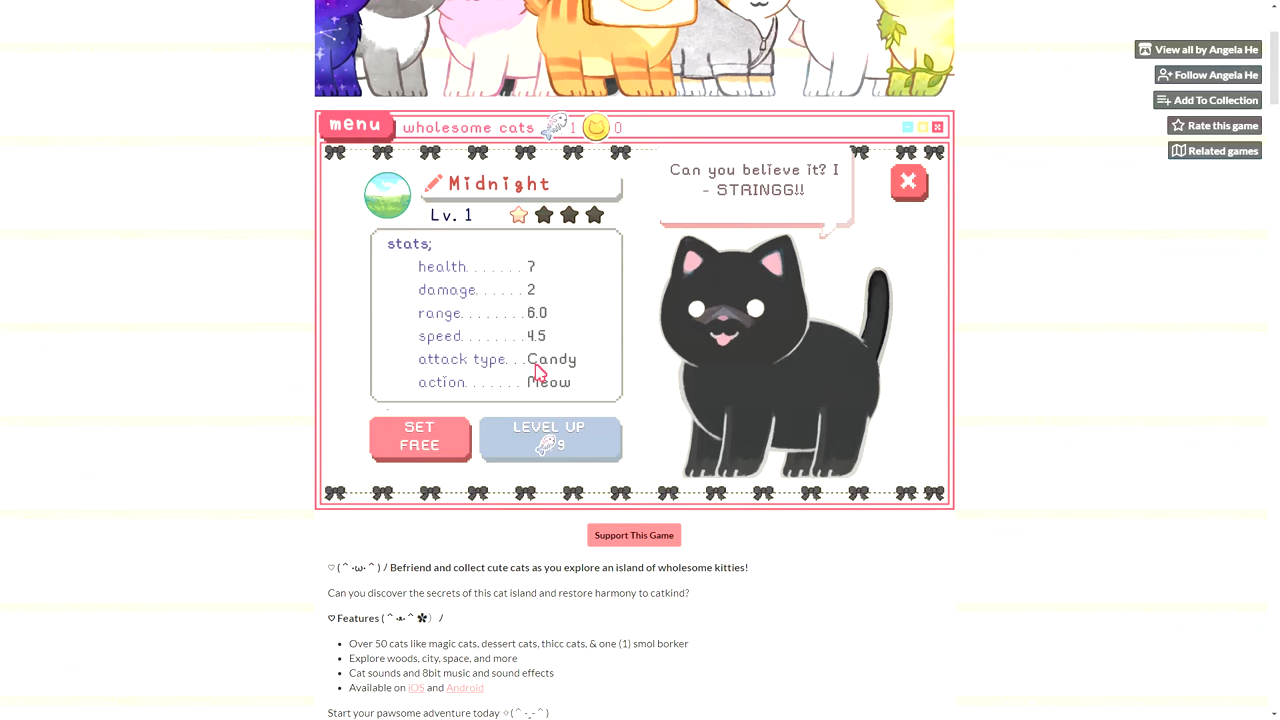 View all by Angela He
Follow Angela He
Add To Collection
Rate this game
Related games
menu
wholesome cats 1 0
Midnight
Lv. 1
Can you believe it? I
- STRINGG!!
stats;
health....... 7
damage...... 2
range........ 6.0
speed........ 4.5
attack type... Candy
action....... Meow
SET
FREE
LEVEL UP
9
Support This Game
♡ ( ⌃ ·ω· ⌃ ) / Befriend and collect cute cats as you explore an island of wholesome kitties!
Can you discover the secrets of this cat island and restore harmony to catkind?
♡ Features ( ⌃ ·ᴥ· ⌃ ✿) /
• Over 50 cats like magic cats, dessert cats, thicc cats, & one (1) smol borker
• Explore woods, city, space, and more
• Cat sounds and 8bit music and sound effects
• Available on iOS and Android
Start your pawsome adventure today ✧( ⌃ -‸- ⌃ )